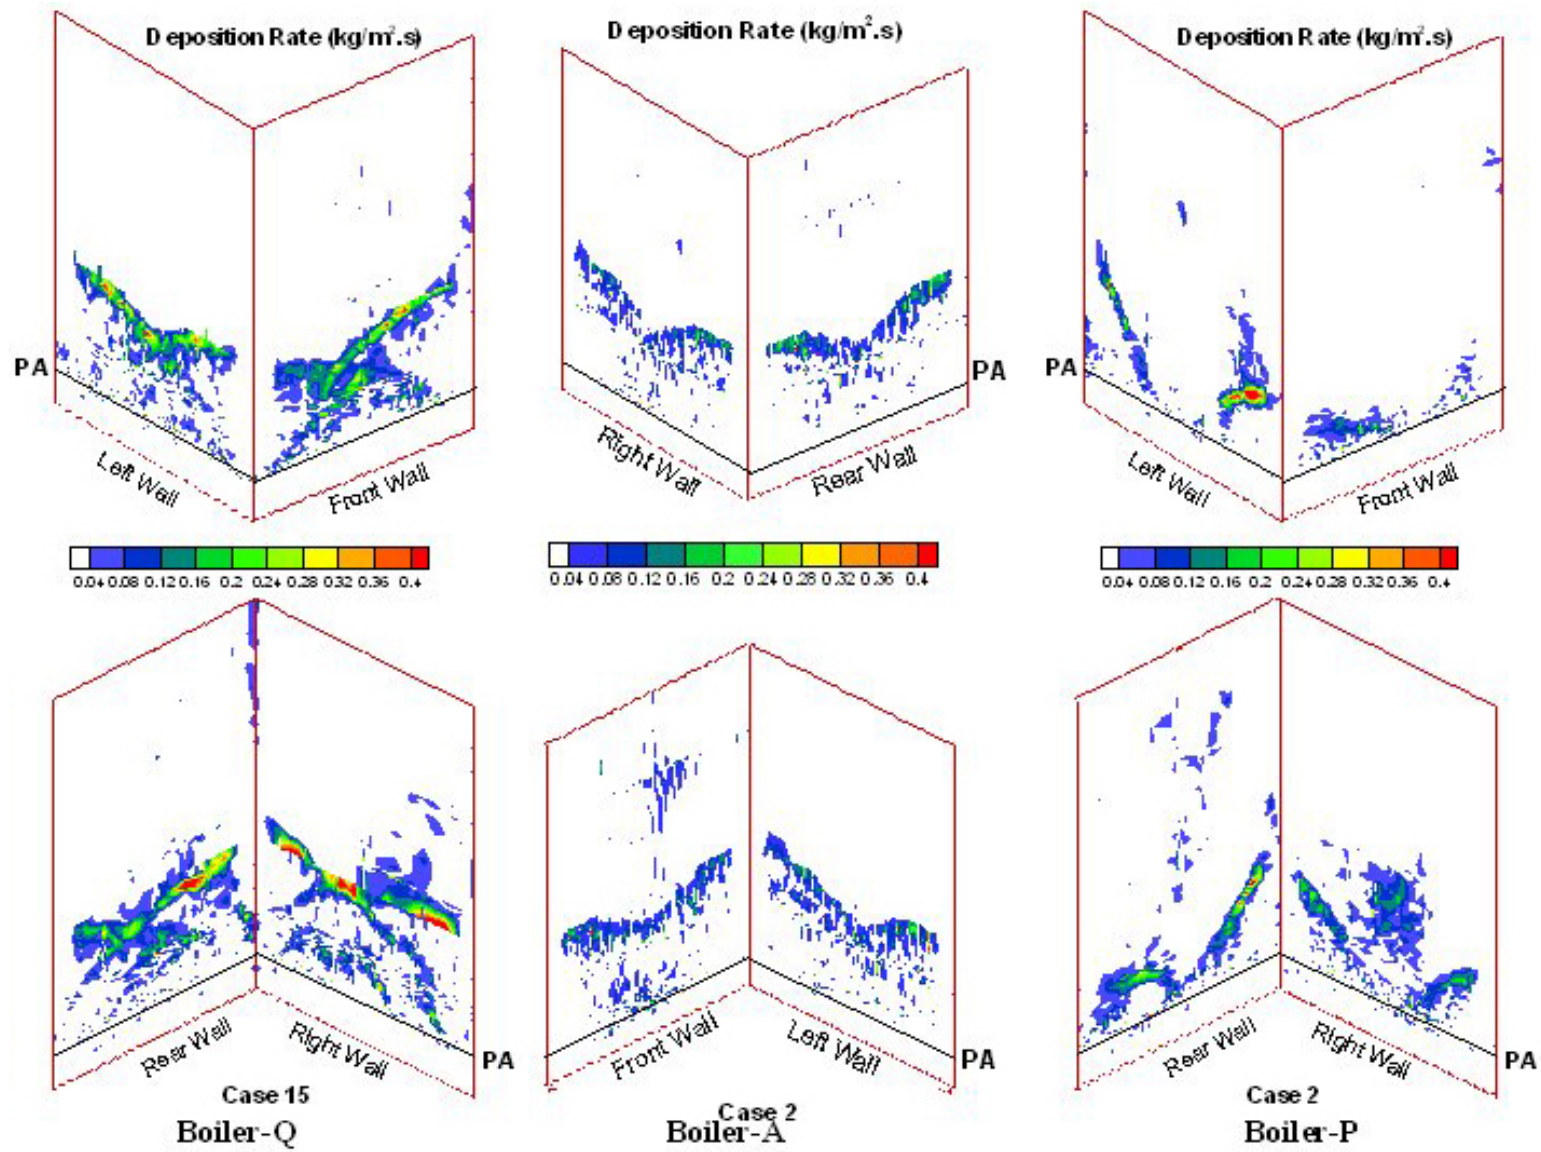 Deposition Rate (kg/m².s)
Deposition Rate (kg/m².s)
Deposition Rate (kg/m².s)
PA
PA
PA
Left Wall
Front Wall
Right Wall
Rear Wall
Left Wall
Front Wall
0.04 0.08 0.12 0.16 0.2 0.24 0.28 0.32 0.36 0.4
0.04 0.08 0.12 0.16 0.2 0.24 0.28 0.32 0.36 0.4
0.04 0.08 0.12 0.16 0.2 0.24 0.28 0.32 0.36 0.4
Rear Wall
Right Wall
PA
Front Wall
Left Wall
PA
Rear Wall
Right Wall
PA
Case 15
Case 2
Case 2
Boiler-Q
Boiler-A
Boiler-P